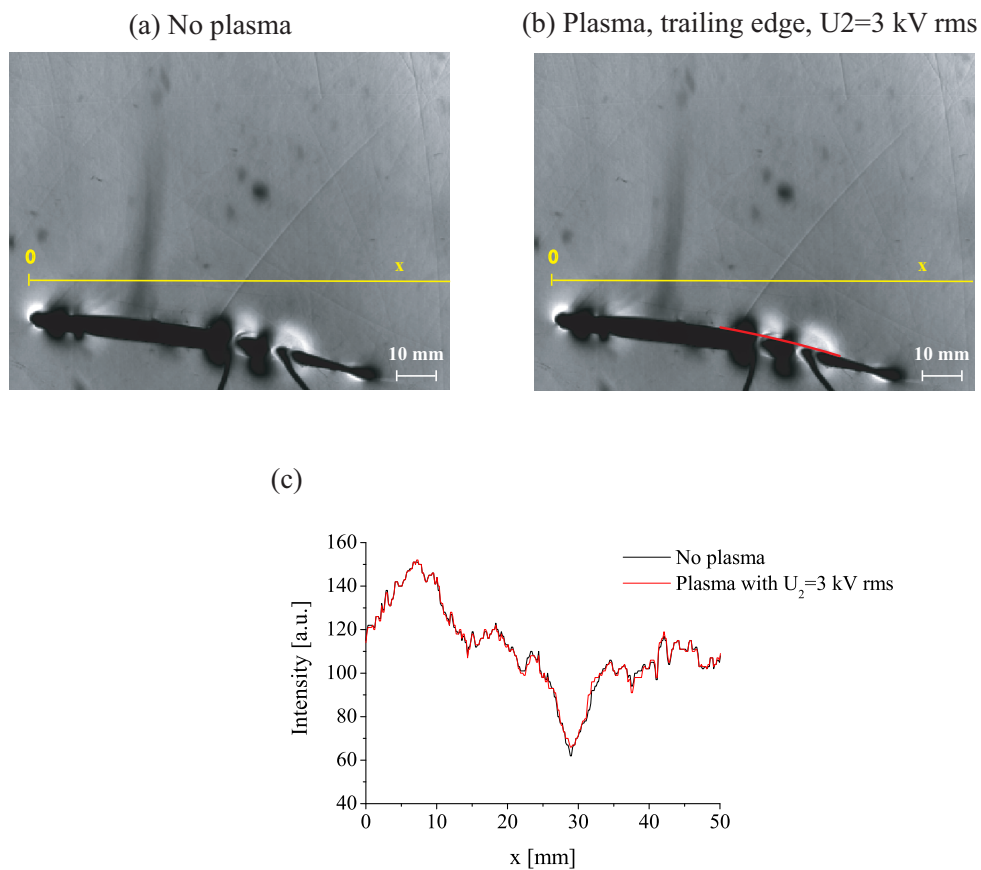 (a) No plasma
(b) Plasma, trailing edge, U2=3 kV rms
0
x
10 mm
0
x
10 mm
(c)
160
140
120
100
80
60
40
Intensity [a.u.]
No plasma
Plasma with U₂=3 kV rms
0 10 20 30 40 50
x [mm]